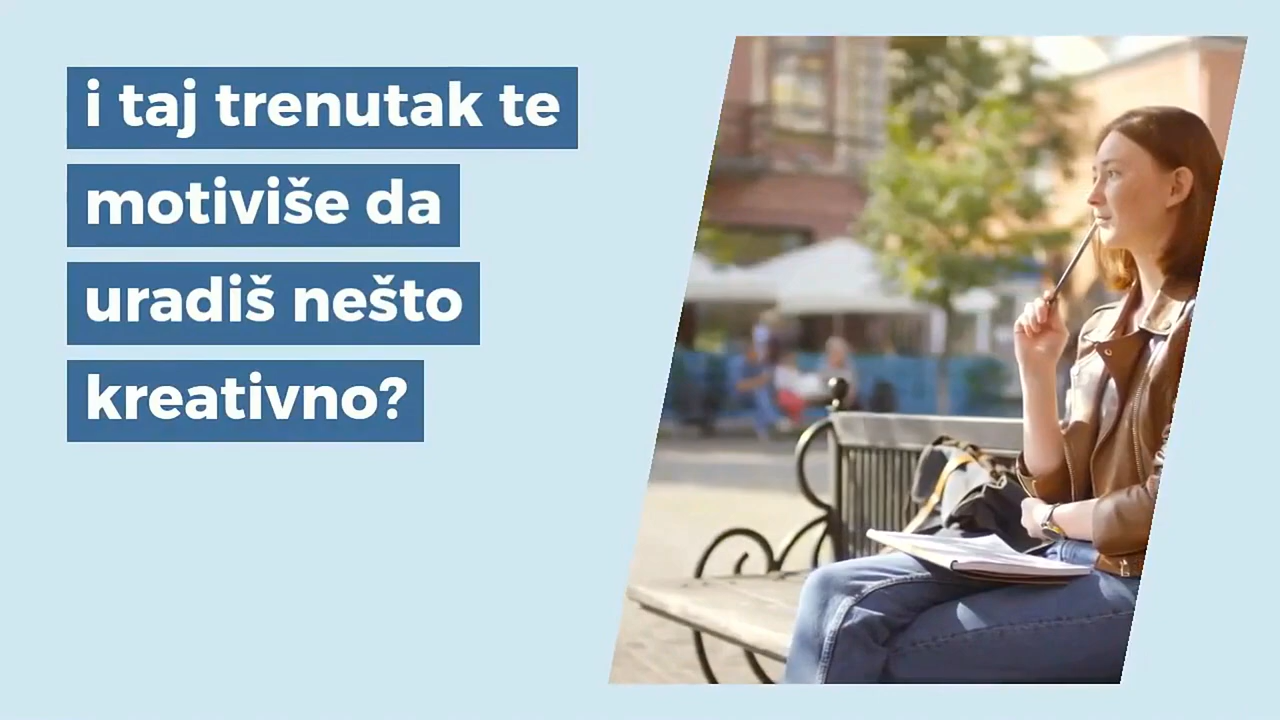 i taj trenutak te
motiviše da
uradiš nešto
kreativno?